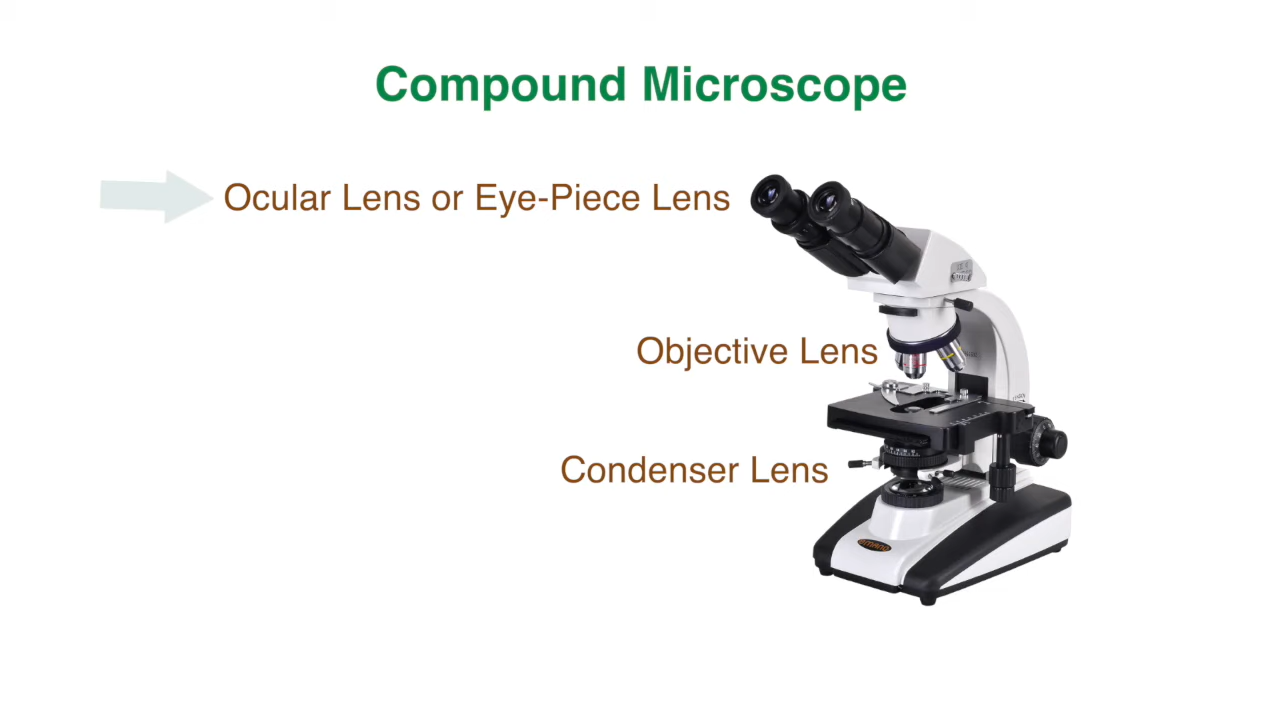 Compound Microscope
Ocular Lens or Eye-Piece Lens
Objective Lens
Condenser Lens